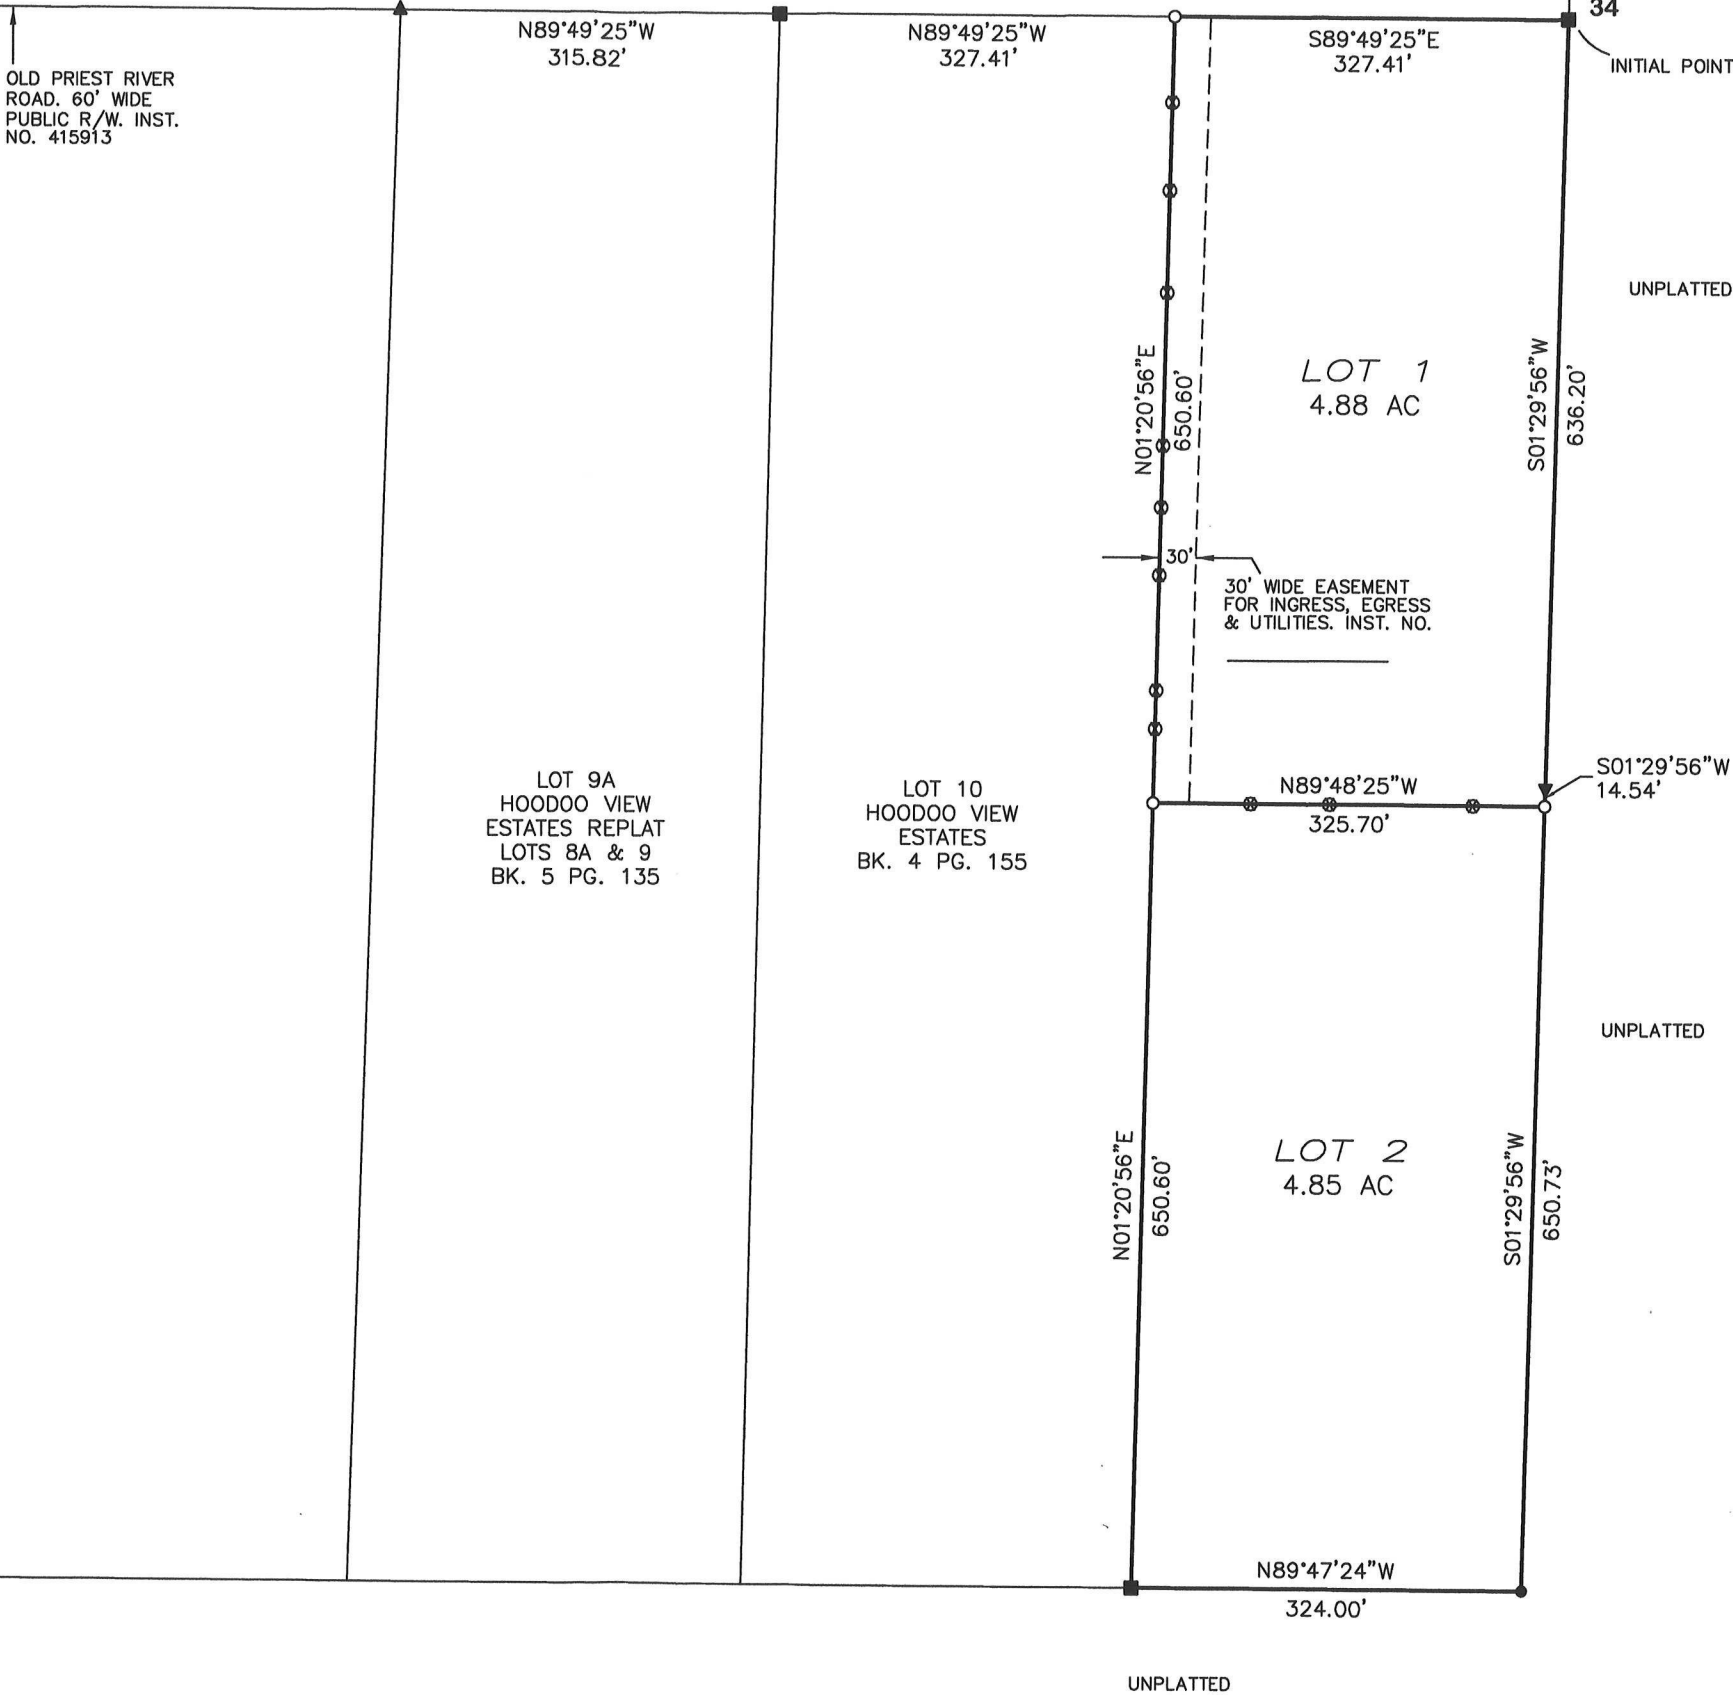 34
N89°49'25"W
315.82'
N89°49'25"W
327.41'
S89°49'25"E
327.41'
INITIAL POINT
OLD PRIEST RIVER
ROAD. 60' WIDE
PUBLIC R/W. INST.
NO. 415913
UNPLATTED
N01°20'56"E
650.60'
LOT 1
4.88 AC
S01°29'56"W
636.20'
30'
30' WIDE EASEMENT
FOR INGRESS, EGRESS
& UTILITIES. INST. NO.
S01°29'56"W
14.54'
N89°48'25"W
325.70'
LOT 9A
HOODOO VIEW
ESTATES REPLAT
LOTS 8A & 9
BK. 5 PG. 135
LOT 10
HOODOO VIEW
ESTATES
BK. 4 PG. 155
UNPLATTED
N01°20'56"E
650.60'
LOT 2
4.85 AC
S01°29'56"W
650.73'
N89°47'24"W
324.00'
UNPLATTED